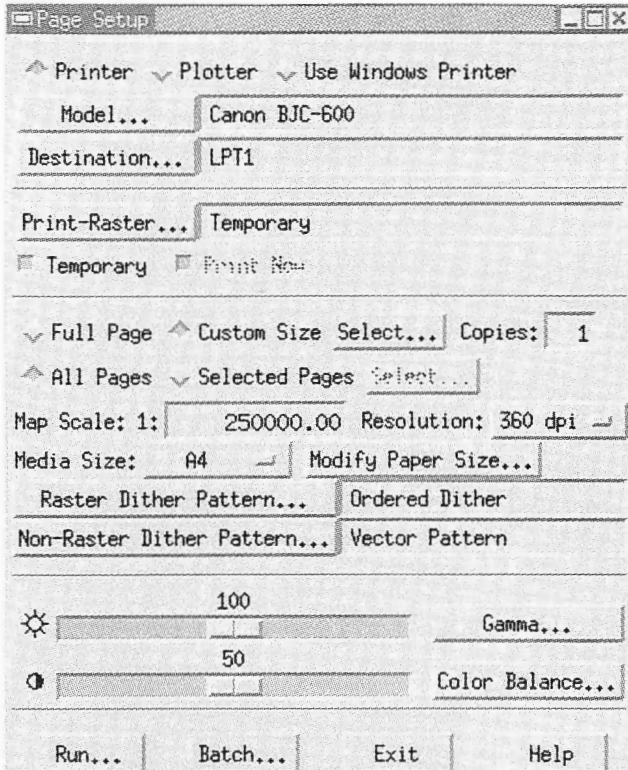 Page Setup
Printer Plotter Use Windows Printer
Model... Canon BJC-600
Destination... LPT1
Print-Raster... Temporary
Temporary Print Now
Full Page Custom Size Select... Copies: 1
All Pages Selected Pages Select...
Map Scale: 1: 250000.00 Resolution: 360 dpi
Media Size: A4 Modify Paper Size...
Raster Dither Pattern... Ordered Dither
Non-Raster Dither Pattern... Vector Pattern
100
Gamma...
50
Color Balance...
Run... Batch... Exit Help